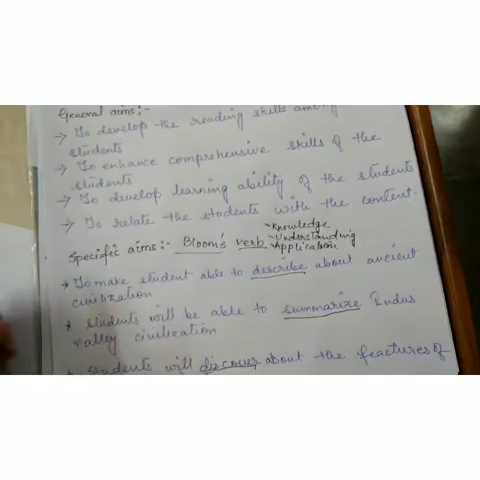 General aims:-
→ To develop the reading skills among
students
→ To enhance comprehensive skills of the
students
→ To develop learning ability of the students
→ To relate the students with the content.
Specific aims:- Bloom's verb - Knowledge
- Understanding
- Application
→ To make student able to describe about ancient
civilization
* Students will be able to summarize Indus
valley civilization
* Students will discover about the feactures of